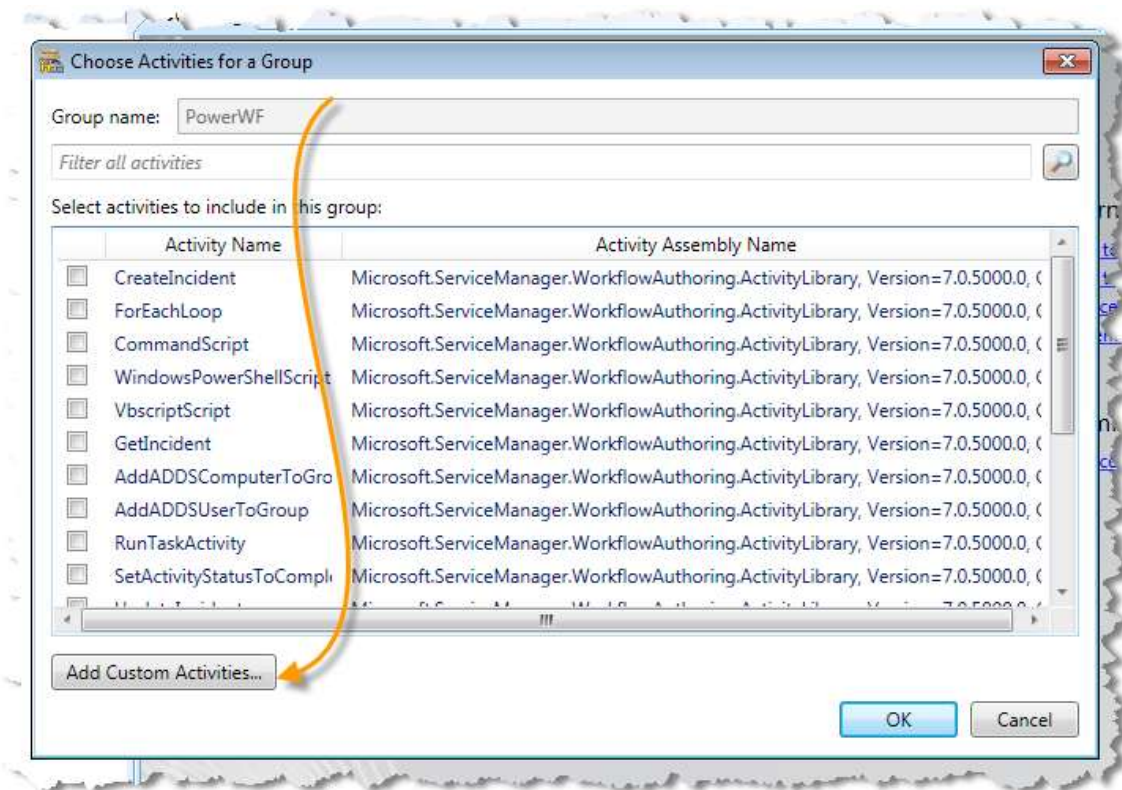 Choose Activities for a Group
Group name: PowerWF
Filter all activities
Select activities to include in this group:
Activity Name Activity Assembly Name
CreateIncident Microsoft.ServiceManager.WorkflowAuthoring.ActivityLibrary, Version=7.0.5000.0, C
ForEachLoop Microsoft.ServiceManager.WorkflowAuthoring.ActivityLibrary, Version=7.0.5000.0, C
CommandScript Microsoft.ServiceManager.WorkflowAuthoring.ActivityLibrary, Version=7.0.5000.0, C
WindowsPowerShellScript Microsoft.ServiceManager.WorkflowAuthoring.ActivityLibrary, Version=7.0.5000.0, C
VbscriptScript Microsoft.ServiceManager.WorkflowAuthoring.ActivityLibrary, Version=7.0.5000.0, C
GetIncident Microsoft.ServiceManager.WorkflowAuthoring.ActivityLibrary, Version=7.0.5000.0, C
AddADDSComputerToGro Microsoft.ServiceManager.WorkflowAuthoring.ActivityLibrary, Version=7.0.5000.0, C
AddADDSUserToGroup Microsoft.ServiceManager.WorkflowAuthoring.ActivityLibrary, Version=7.0.5000.0, C
RunTaskActivity Microsoft.ServiceManager.WorkflowAuthoring.ActivityLibrary, Version=7.0.5000.0, C
SetActivityStatusToComple Microsoft.ServiceManager.WorkflowAuthoring.ActivityLibrary, Version=7.0.5000.0, C
Add Custom Activities...
OK Cancel